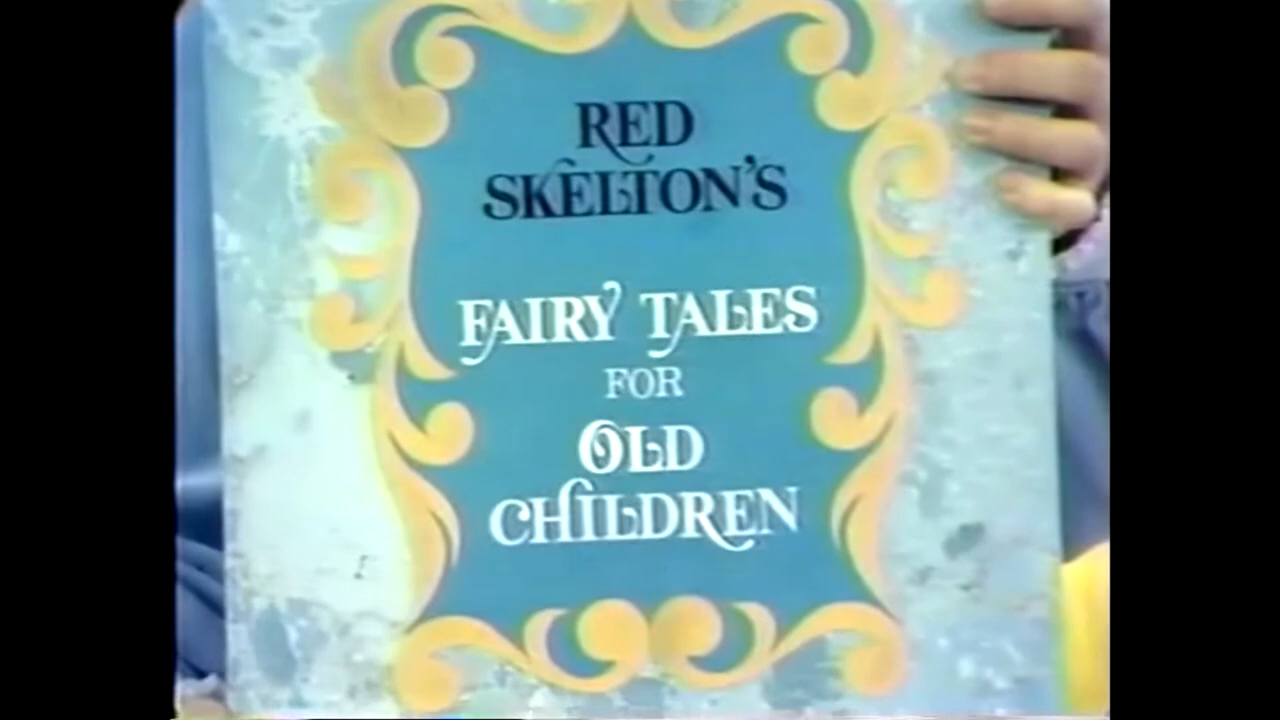 RED
SKELTON'S
FAIRY TALES
FOR
OLD
CHILDREN